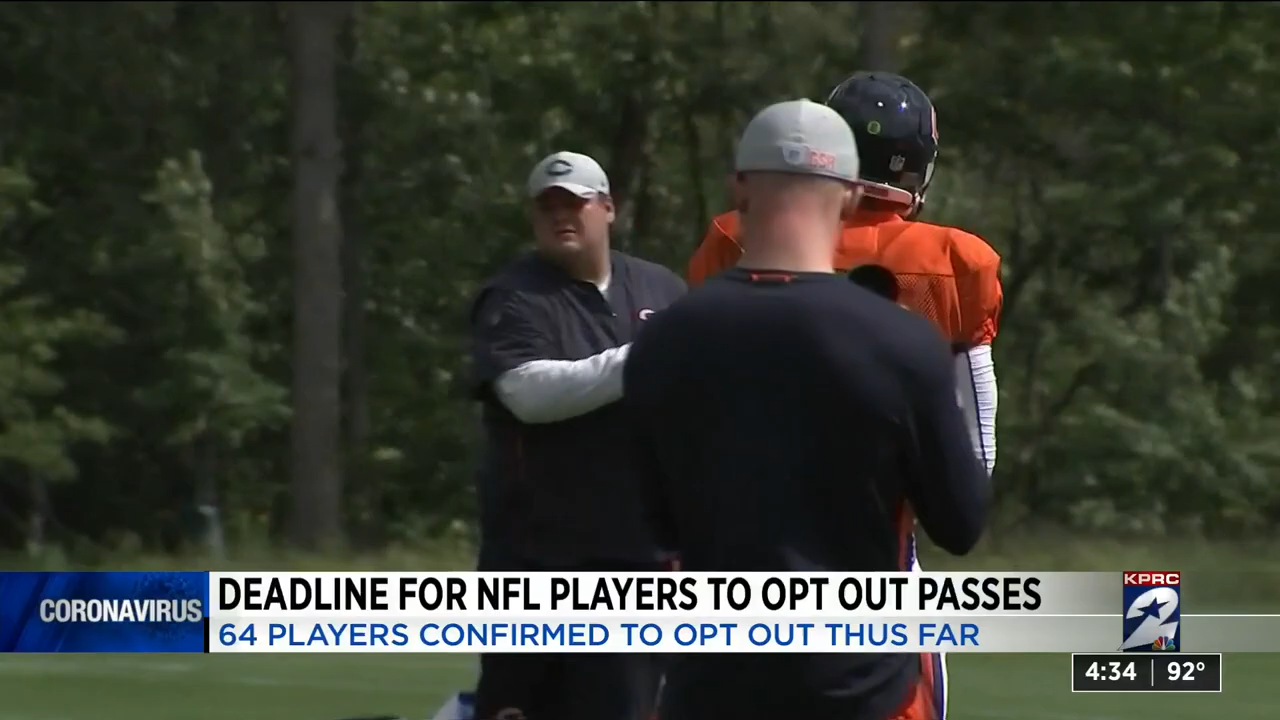 C
GSH
CORONAVIRUS
DEADLINE FOR NFL PLAYERS TO OPT OUT PASSES
64 PLAYERS CONFIRMED TO OPT OUT THUS FAR
KPRC
2
4:34 | 92°